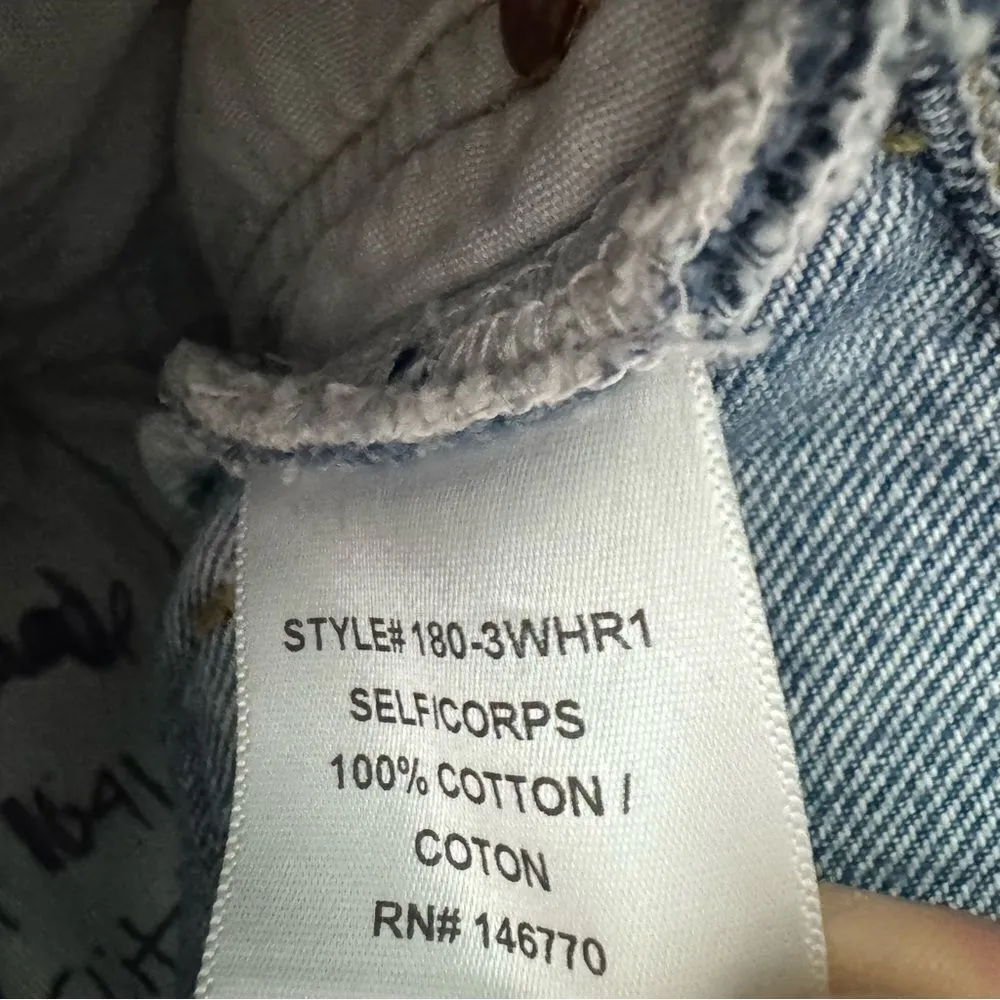 STYLE# 180-3WHR1
SELF/CORPS
100% COTTON /
COTON
RN# 146770